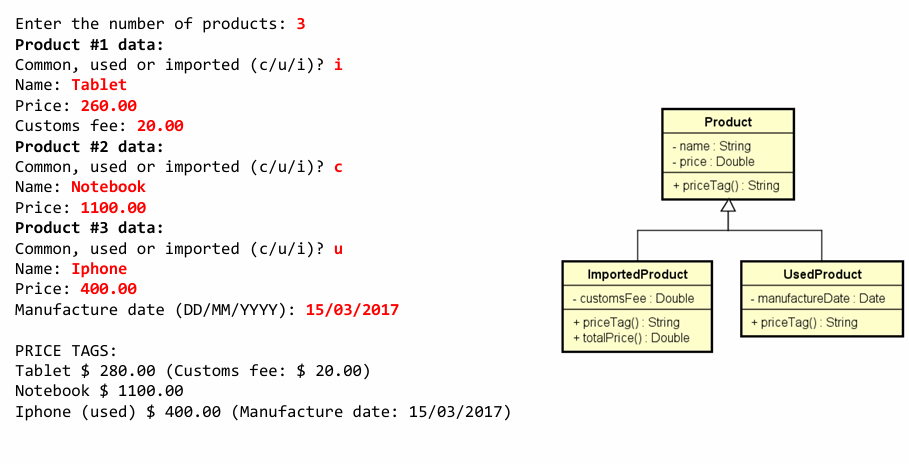 Enter the number of products: 3
Product #1 data:
Common, used or imported (c/u/i)? i
Name: Tablet
Price: 260.00
Customs fee: 20.00
Product #2 data:
Common, used or imported (c/u/i)? c
Name: Notebook
Price: 1100.00
Product #3 data:
Common, used or imported (c/u/i)? u
Name: Iphone
Price: 400.00
Manufacture date (DD/MM/YYYY): 15/03/2017
PRICE TAGS:
Tablet $ 280.00 (Customs fee: $ 20.00)
Notebook $ 1100.00
Iphone (used) $ 400.00 (Manufacture date: 15/03/2017)
Product
- name : String
- price : Double
+ priceTag() : String
ImportedProduct
- customsFee : Double
+ priceTag() : String
+ totalPrice() : Double
UsedProduct
- manufactureDate : Date
+ priceTag() : String